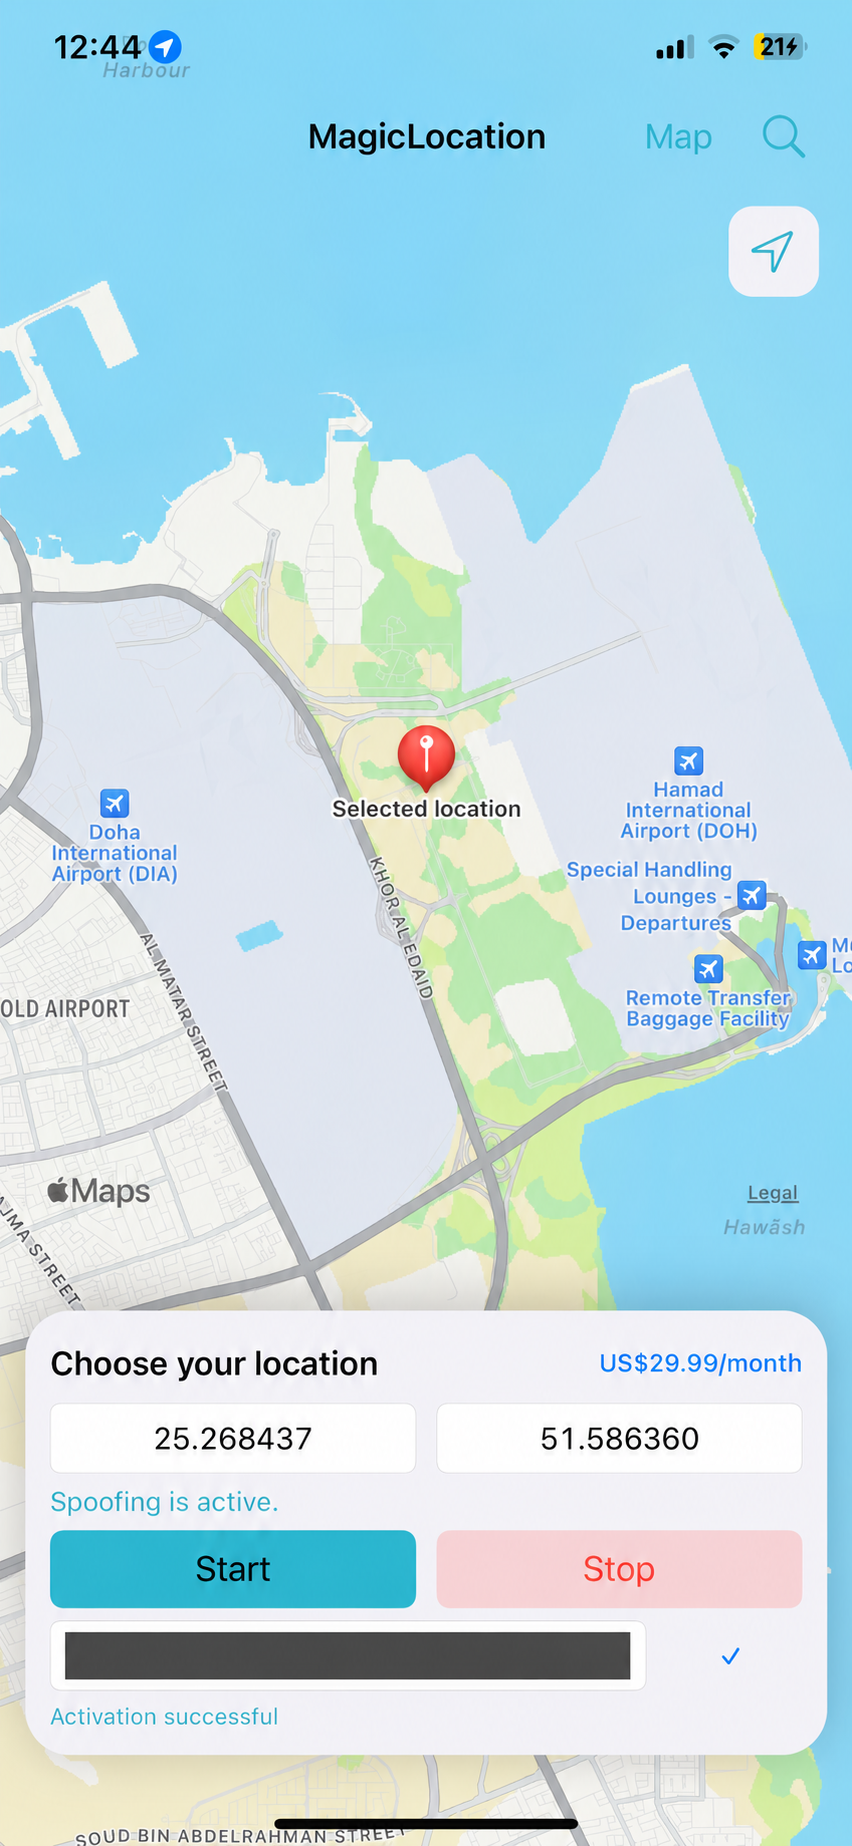 12:44
21
Harbour
MagicLocation
Map
Selected location
Doha
International
Airport (DIA)
Hamad
International
Airport (DOH)
Special Handling
Lounges -
Departures
Remote Transfer
Baggage Facility
KHOR AL EDAID
AL MATAR STREET
OLD AIRPORT
Maps
Legal
Hawāsh
STREET
Choose your location
US$29.99/month
25.268437
51.586360
Spoofing is active.
Start
Stop
Activation successful
SOUD BIN ABDELRAHMAN STREET